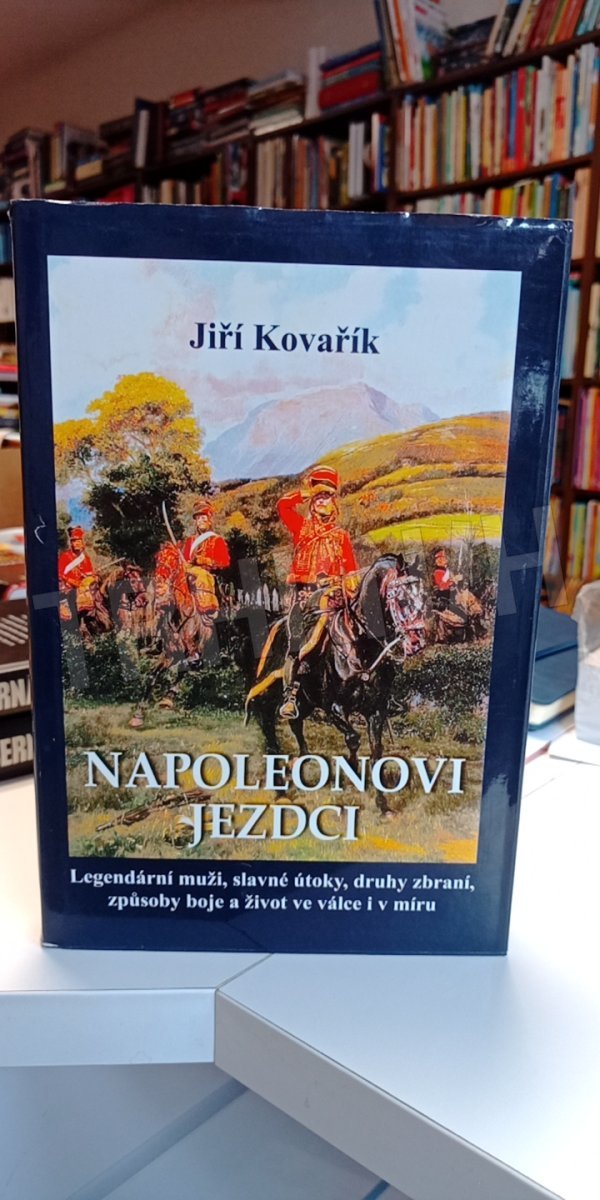 Jiří Kovařík
NAPOLEONOVI
JEZDCI
Legendární muži, slavné útoky, druhy zbraní,
způsoby boje a život ve válce i v míru